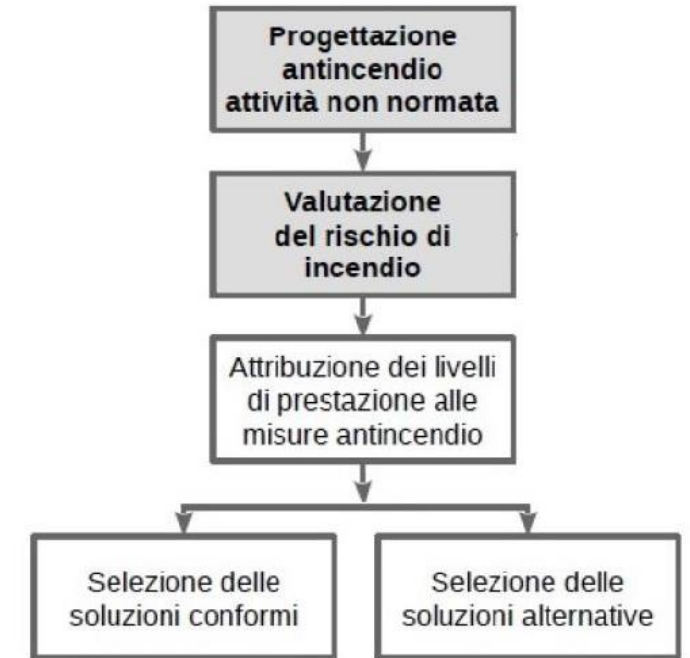 Progettazione
antincendio
attività non normata
Valutazione
del rischio di
incendio
Attribuzione dei livelli
di prestazione alle
misure antincendio
Selezione delle
soluzioni conformi
Selezione delle
soluzioni alternative